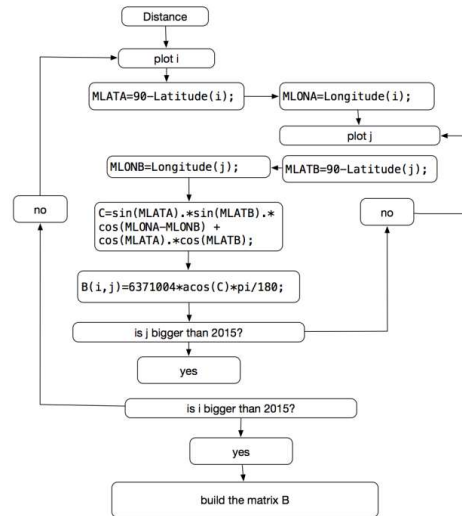 Distance
plot i
MLATA=90-Latitude(i);
MLONA=Longitude(i);
plot j
MLONB=Longitude(j);
MLATB=90-Latitude(j);
no
C=sin(MLATA).*sin(MLATB).*
cos(MLONA-MLONB) +
cos(MLATA).*cos(MLATB);
no
B(i,j)=6371004*acos(C)*pi/180;
is j bigger than 2015?
yes
is i bigger than 2015?
yes
build the matrix B